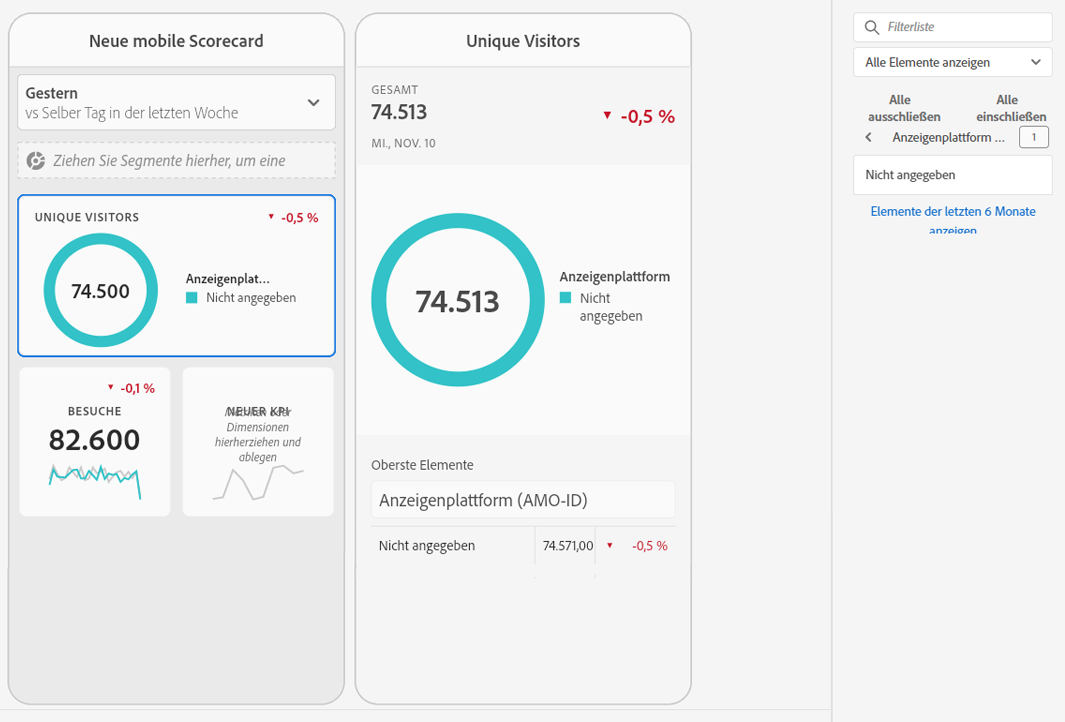 Neue mobile Scorecard
Gestern
vs Selber Tag in der letzten Woche
Ziehen Sie Segmente hierher, um eine
UNIQUE VISITORS
-0,5 %
74.500
Anzeigenplat...
Nicht angegeben
-0,1 %
BESUCHE
82.600
NEUER KPI
oder
Dimensionen
hierherziehen und
ablegen
Unique Visitors
GESAMT
74.513
-0,5 %
MI., NOV. 10
74.513
Anzeigenplattform
Nicht
angegeben
Oberste Elemente
Anzeigenplattform (AMO-ID)
Nicht angegeben
74.571,00
-0,5 %
Filterliste
Alle Elemente anzeigen
Alle
ausschließen
Alle
einschließen
Anzeigenplattform ...
1
Nicht angegeben
Elemente der letzten 6 Monate
anzeigen